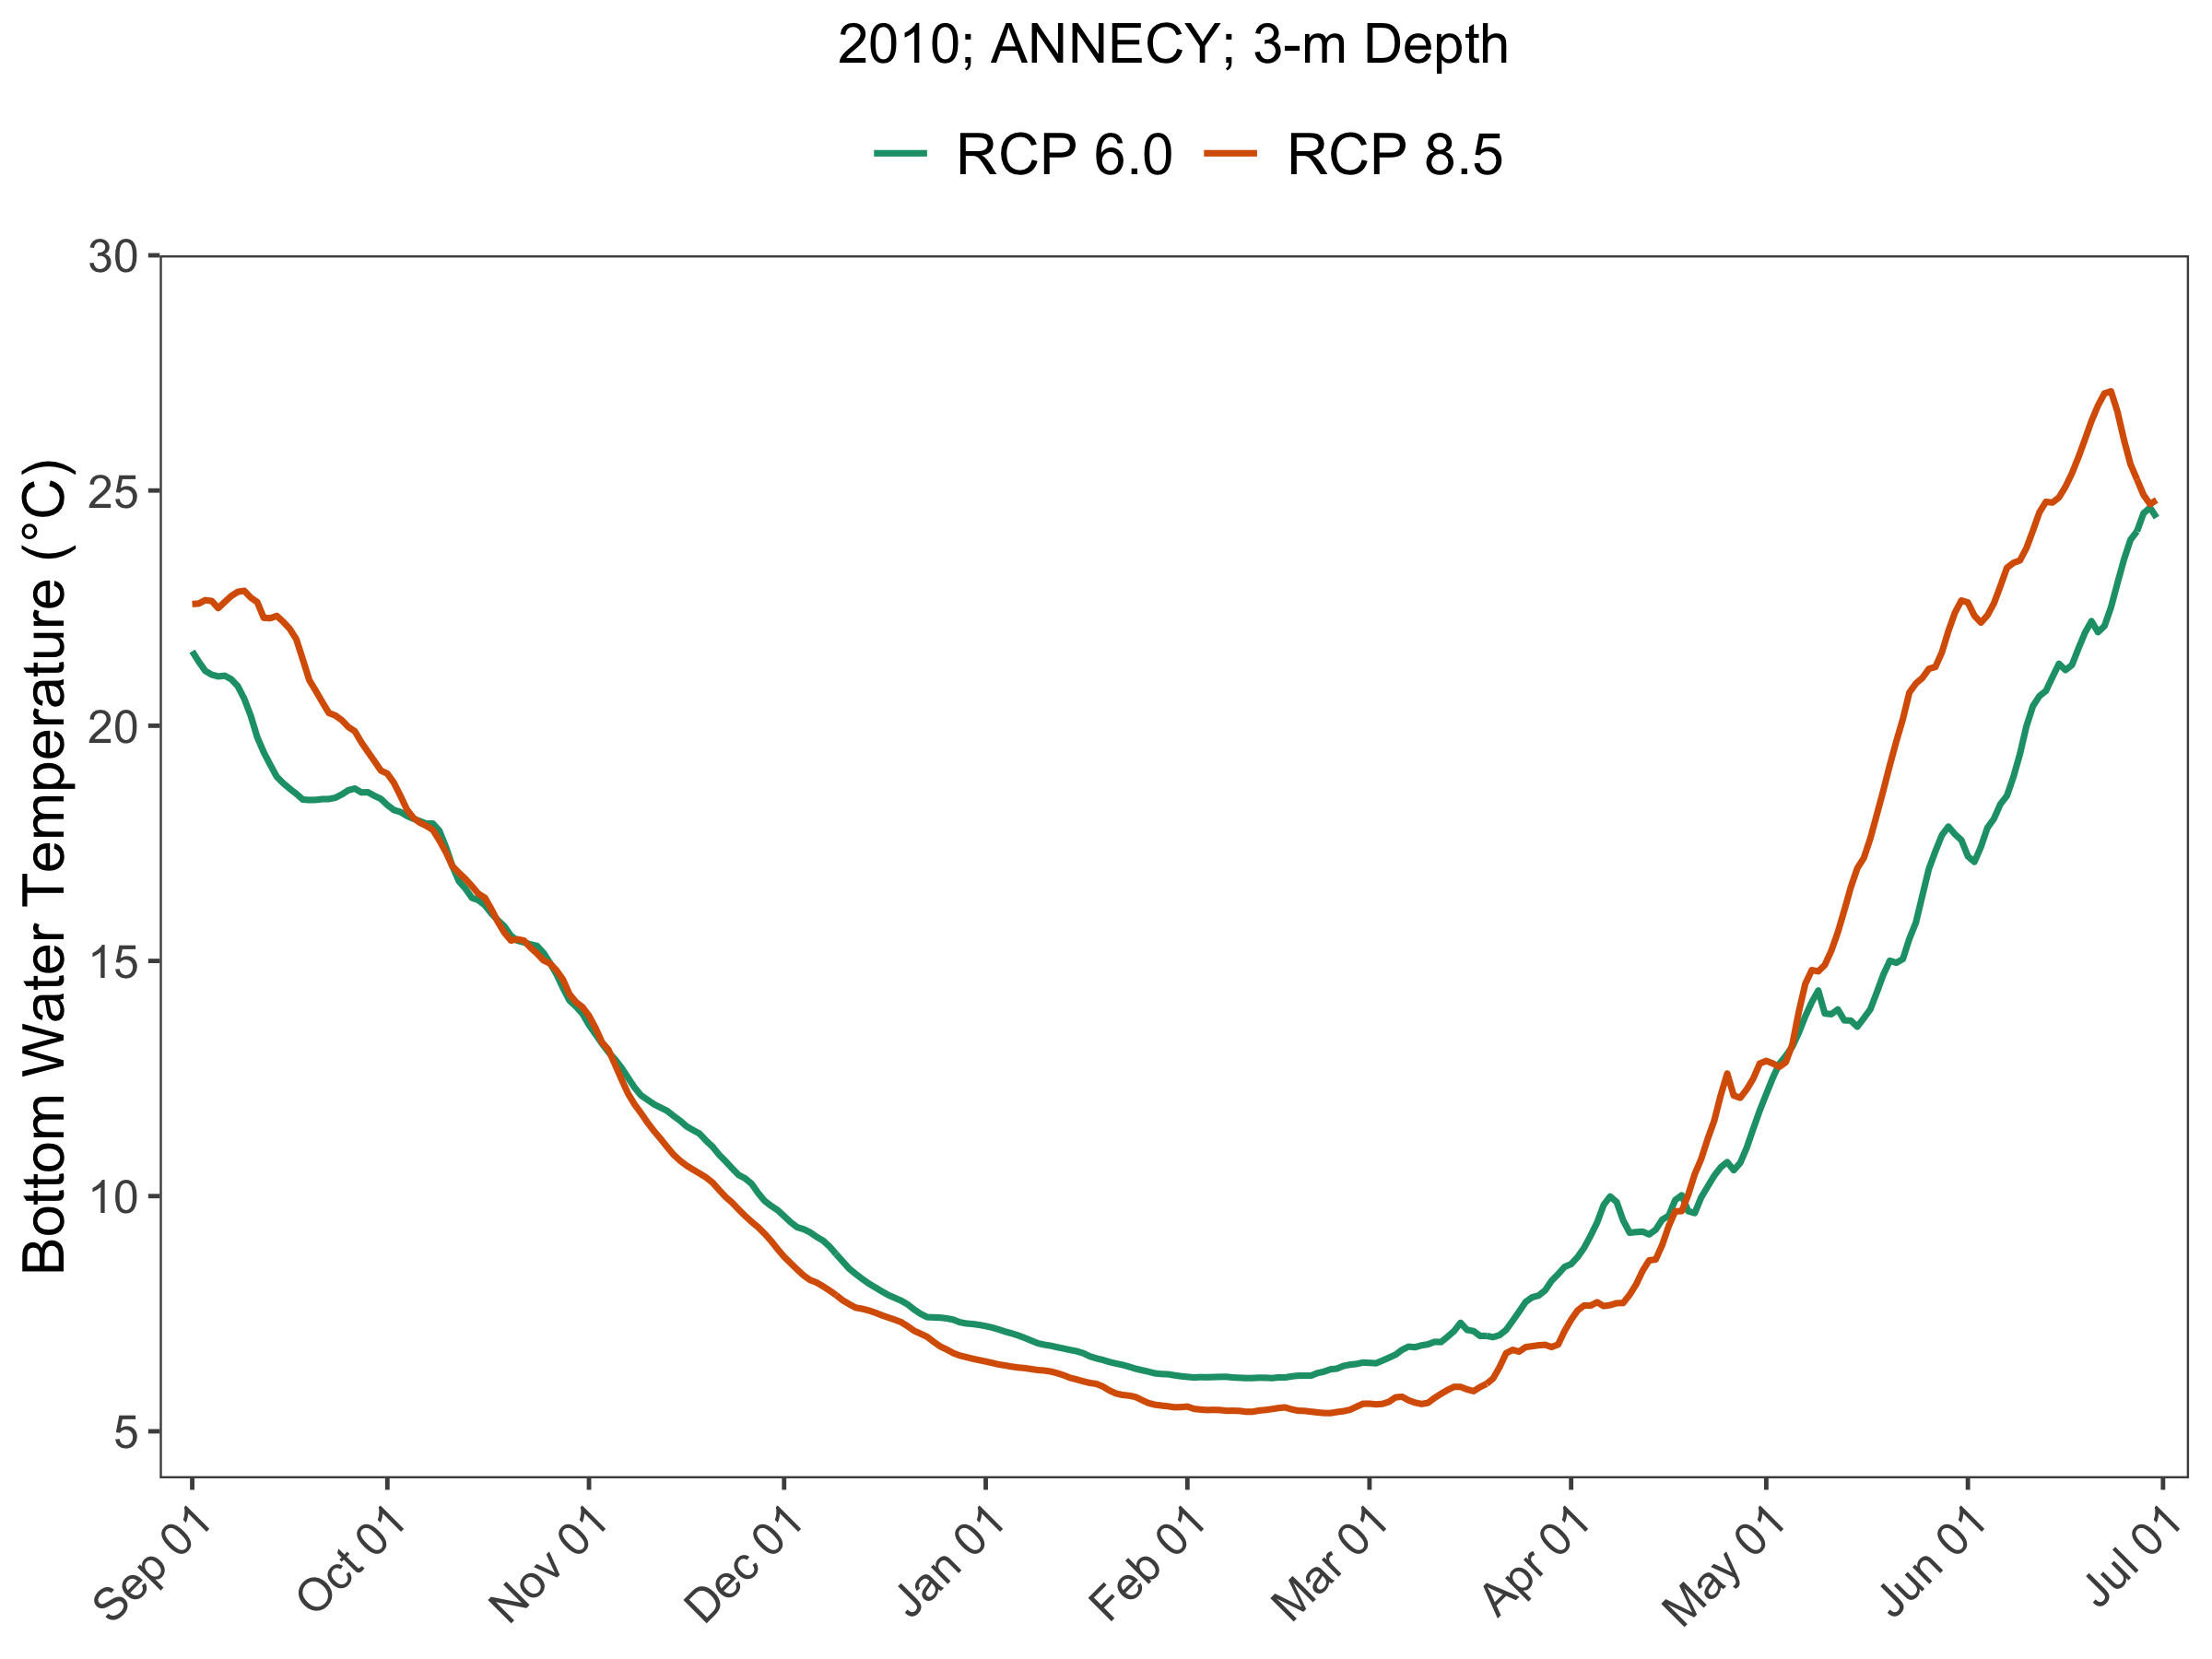 2010; ANNECY; 3-m Depth
RCP 6.0 RCP 8.5
Bottom Water Temperature (°C)
30
25
20
15
10
5
Sep 01 Oct 01 Nov 01 Dec 01 Jan 01 Feb 01 Mar 01 Apr 01 May 01 Jun 01 Jul 01